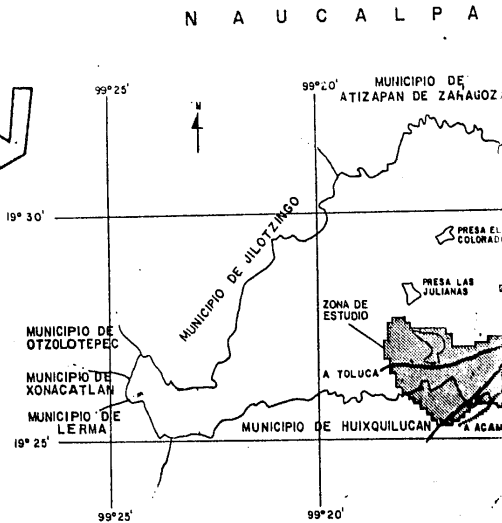 N A U C A L P A
99° 25'
99° 20'
MUNICIPIO DE
ATIZAPAN DE ZARAGOZ
N
19° 30'
MUNICIPIO DE JILOTZINGO
PRESA EL
COLORADO
PRESA LAS
JULIANAS
ZONA DE
ESTUDIO
MUNICIPIO DE
OTZOLOTEPEC
A TOLUCA
MUNICIPIO DE
XONACATLAN
MUNICIPIO DE
LERMA
19° 25'
MUNICIPIO DE HUIXQUILUCAN
A ACAM
99° 25'
99° 20'